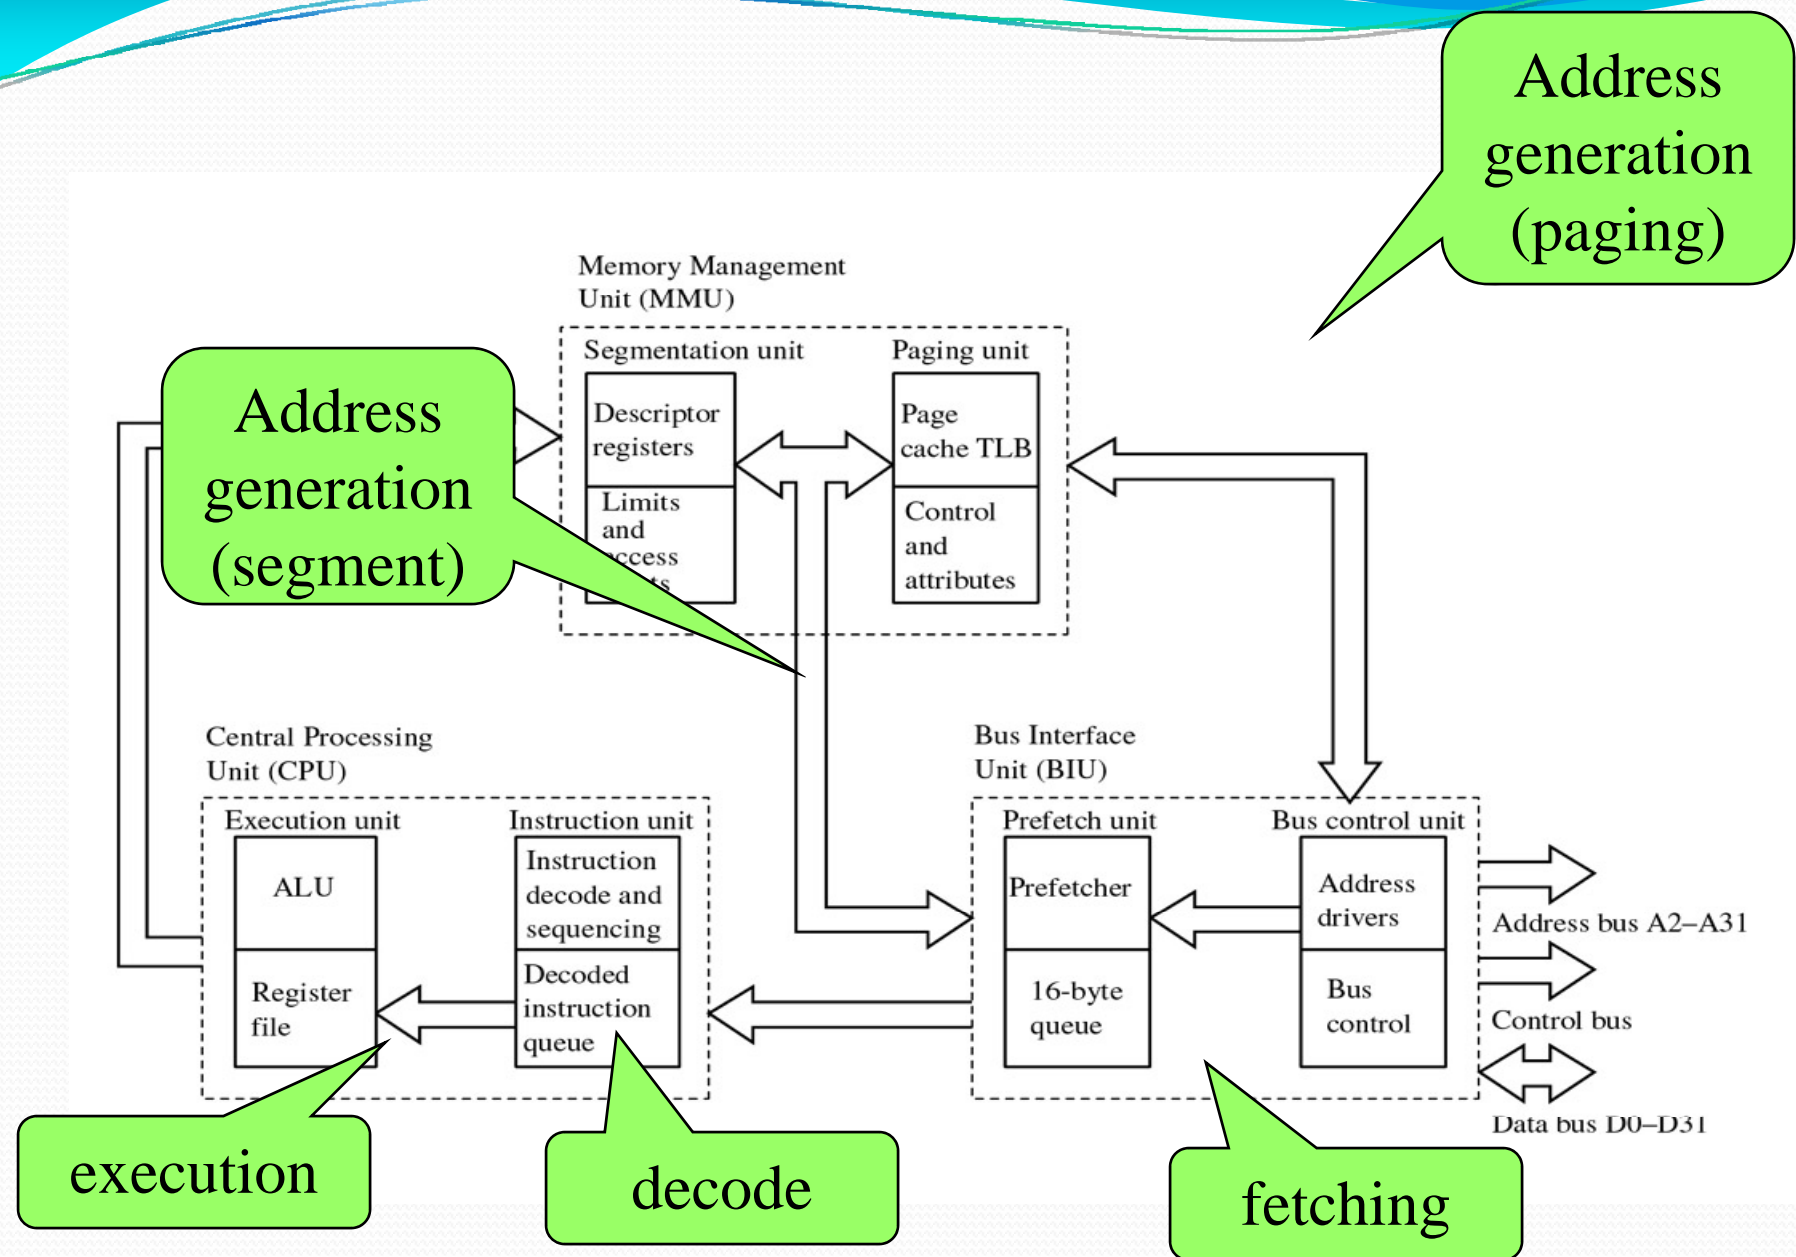 Address
generation
(paging)
Memory Management
Unit (MMU)
Segmentation unit
Paging unit
Descriptor
registers
Limits
and
Page
cache TLB
Control
and
attributes
Address
generation
(segment)
Central Processing
Unit (CPU)
Execution unit
Instruction unit
ALU
Register
file
Instruction
decode and
sequencing
Decoded
instruction
queue
Bus Interface
Unit (BIU)
Prefetch unit
Bus control unit
Prefetcher
16-byte
queue
Address
drivers
Bus
control
Address bus A2–A31
Control bus
Data bus D0–D31
execution
decode
fetching